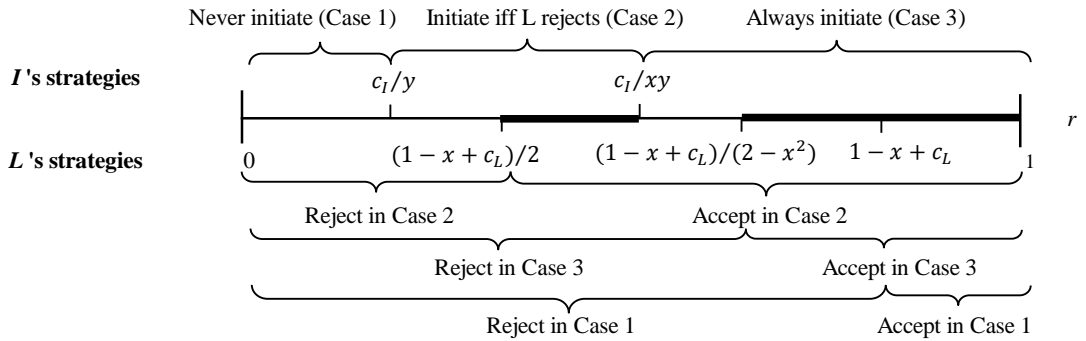 Never initiate (Case 1) Initiate iff L rejects (Case 2) Always initiate (Case 3)
I's strategies c_I/y c_I/xy
r
L's strategies 0 (1 − x + c_L)/2 (1 − x + c_L)/(2 − x²) 1 − x + c_L 1
Reject in Case 2 Accept in Case 2
Reject in Case 3 Accept in Case 3
Reject in Case 1 Accept in Case 1